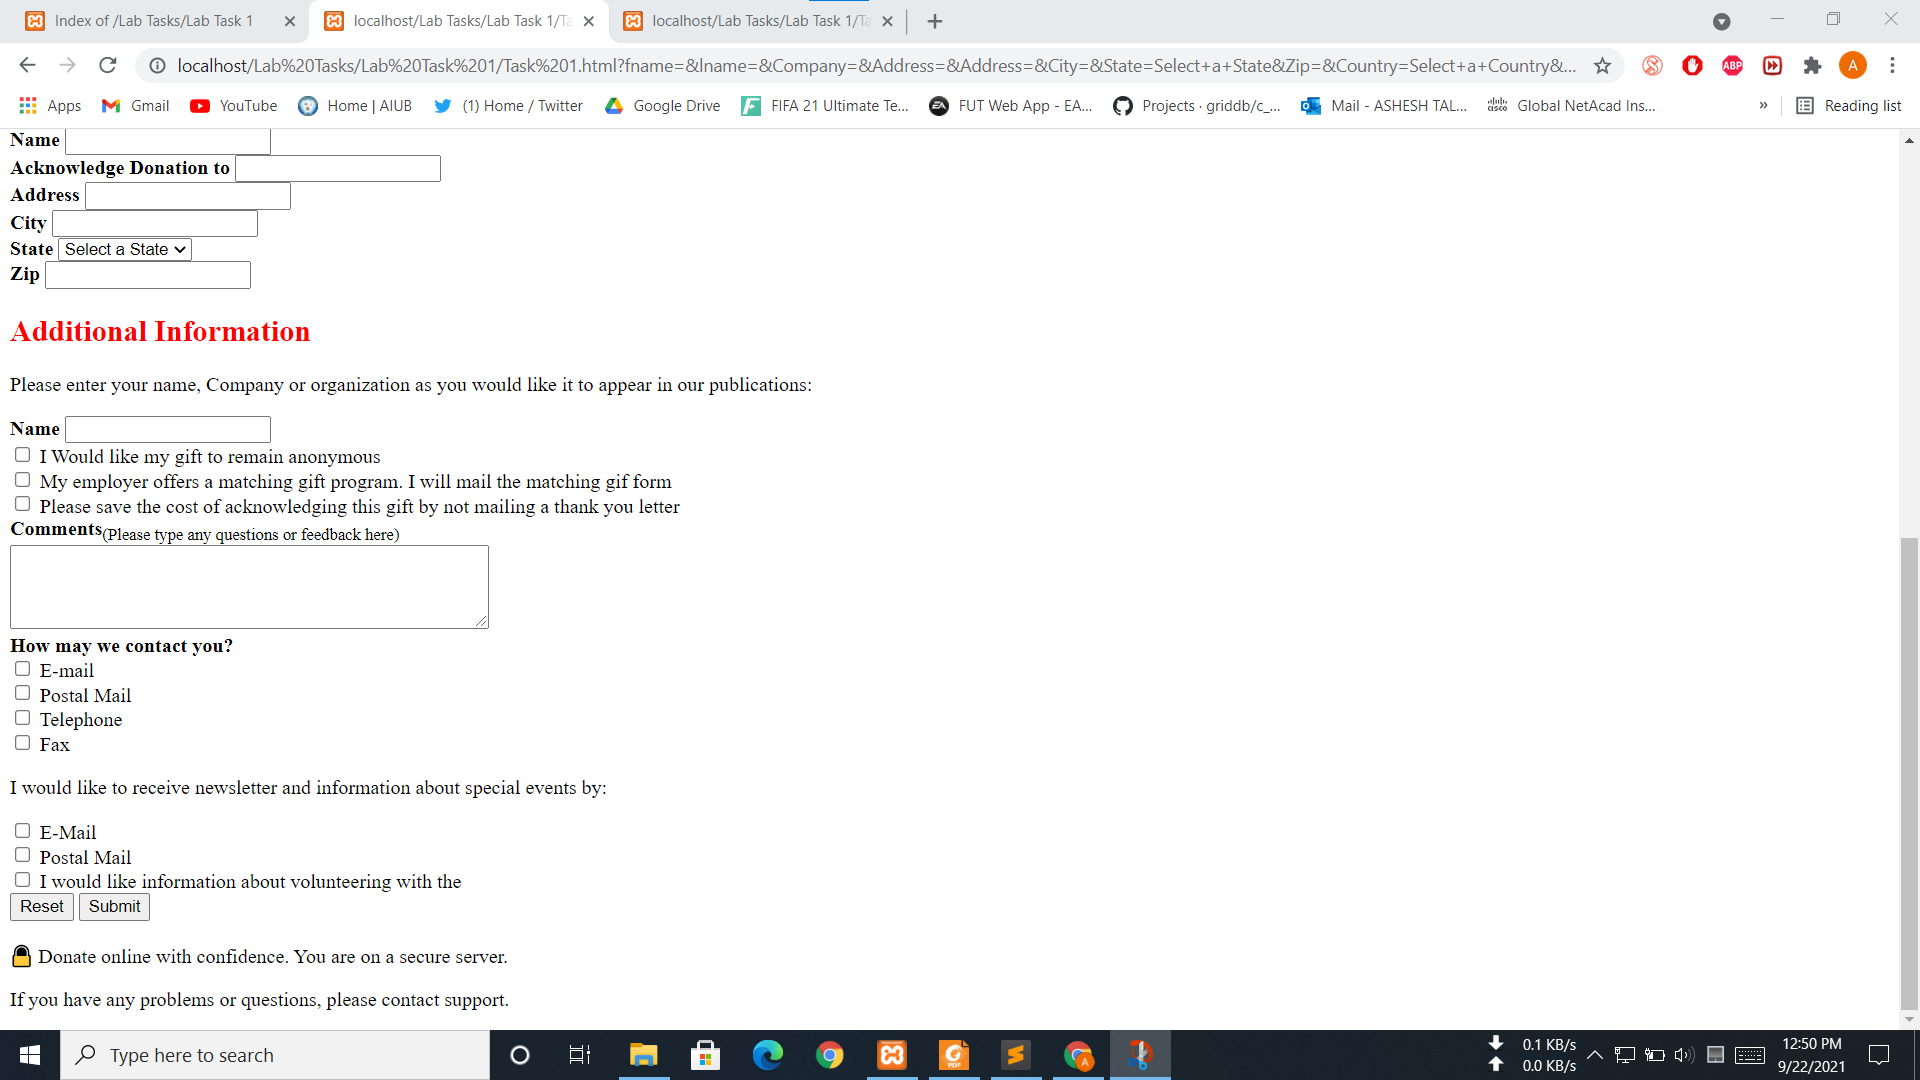 Index of /Lab Tasks/Lab Task 1
localhost/Lab Tasks/Lab Task 1/Ta
localhost/Lab Tasks/Lab Task 1/Ta
localhost/Lab%20Tasks/Lab%20Task%201/Task%201.html?fname=&lname=&Company=&Address=&Address=&City=&State=Select+a+State&Zip=&Country=Select+a+Country&...
ABP
A
Apps
Gmail
YouTube
Home | AIUB
(1) Home / Twitter
Google Drive
FIFA 21 Ultimate Te...
FUT Web App - EA...
Projects · griddb/c_...
Mail - ASHESH TAL...
Global NetAcad Ins...
»
Reading list
Name
Acknowledge Donation to
Address
City
State Select a State
Zip
Additional Information
Please enter your name, Company or organization as you would like it to appear in our publications:
Name
I Would like my gift to remain anonymous
My employer offers a matching gift program. I will mail the matching gif form
Please save the cost of acknowledging this gift by not mailing a thank you letter
Comments(Please type any questions or feedback here)
How may we contact you?
E-mail
Postal Mail
Telephone
Fax
I would like to receive newsletter and information about special events by:
E-Mail
Postal Mail
I would like information about volunteering with the
Reset Submit
Donate online with confidence. You are on a secure server.
If you have any problems or questions, please contact support.
Type here to search
0.1 KB/s
0.0 KB/s
12:50 PM
9/22/2021